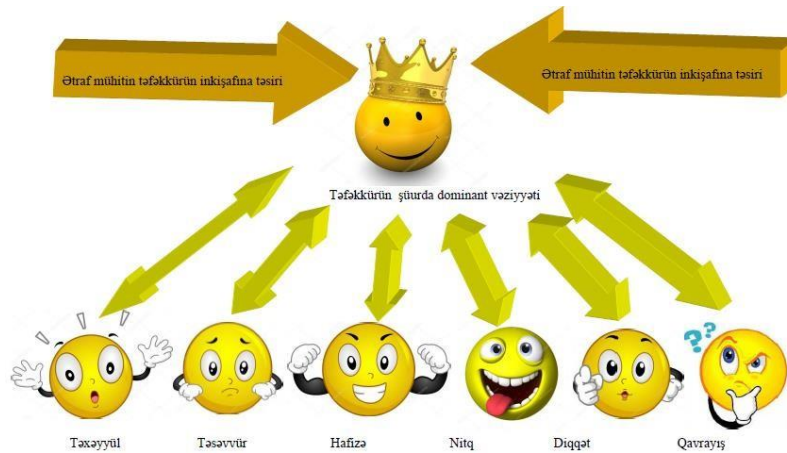 Ətraf mühitin təfəkkürün inkişafına təsiri
Ətraf mühitin təfəkkürün inkişafına təsiri
Təfəkkürün şüurda dominant vəziyyəti
Təxəyyül
Təsəvvür
Hafizə
Nitq
Diqqət
Qavrayış